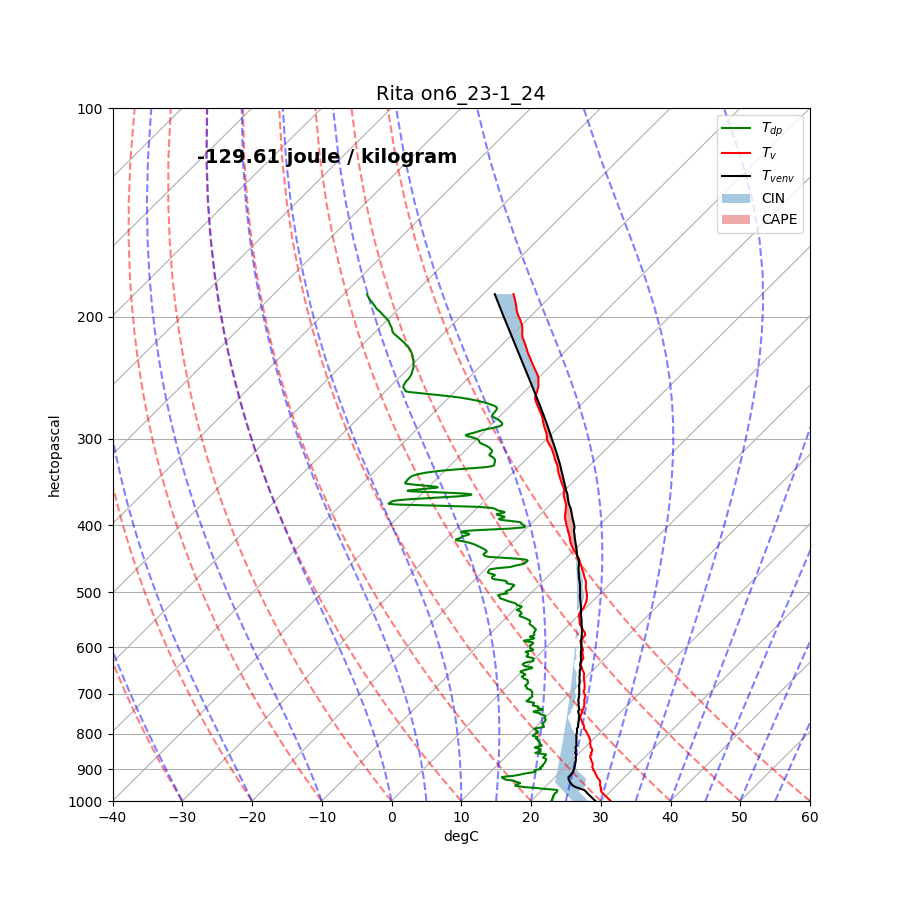 Rita on6_23-1_24
-129.61 joule / kilogram
T_dp
T_v
T_venv
CIN
CAPE
100
200
300
400
500
600
700
800
900
1000
hectopascal
−40 −30 −20 −10 0 10 20 30 40 50 60
degC